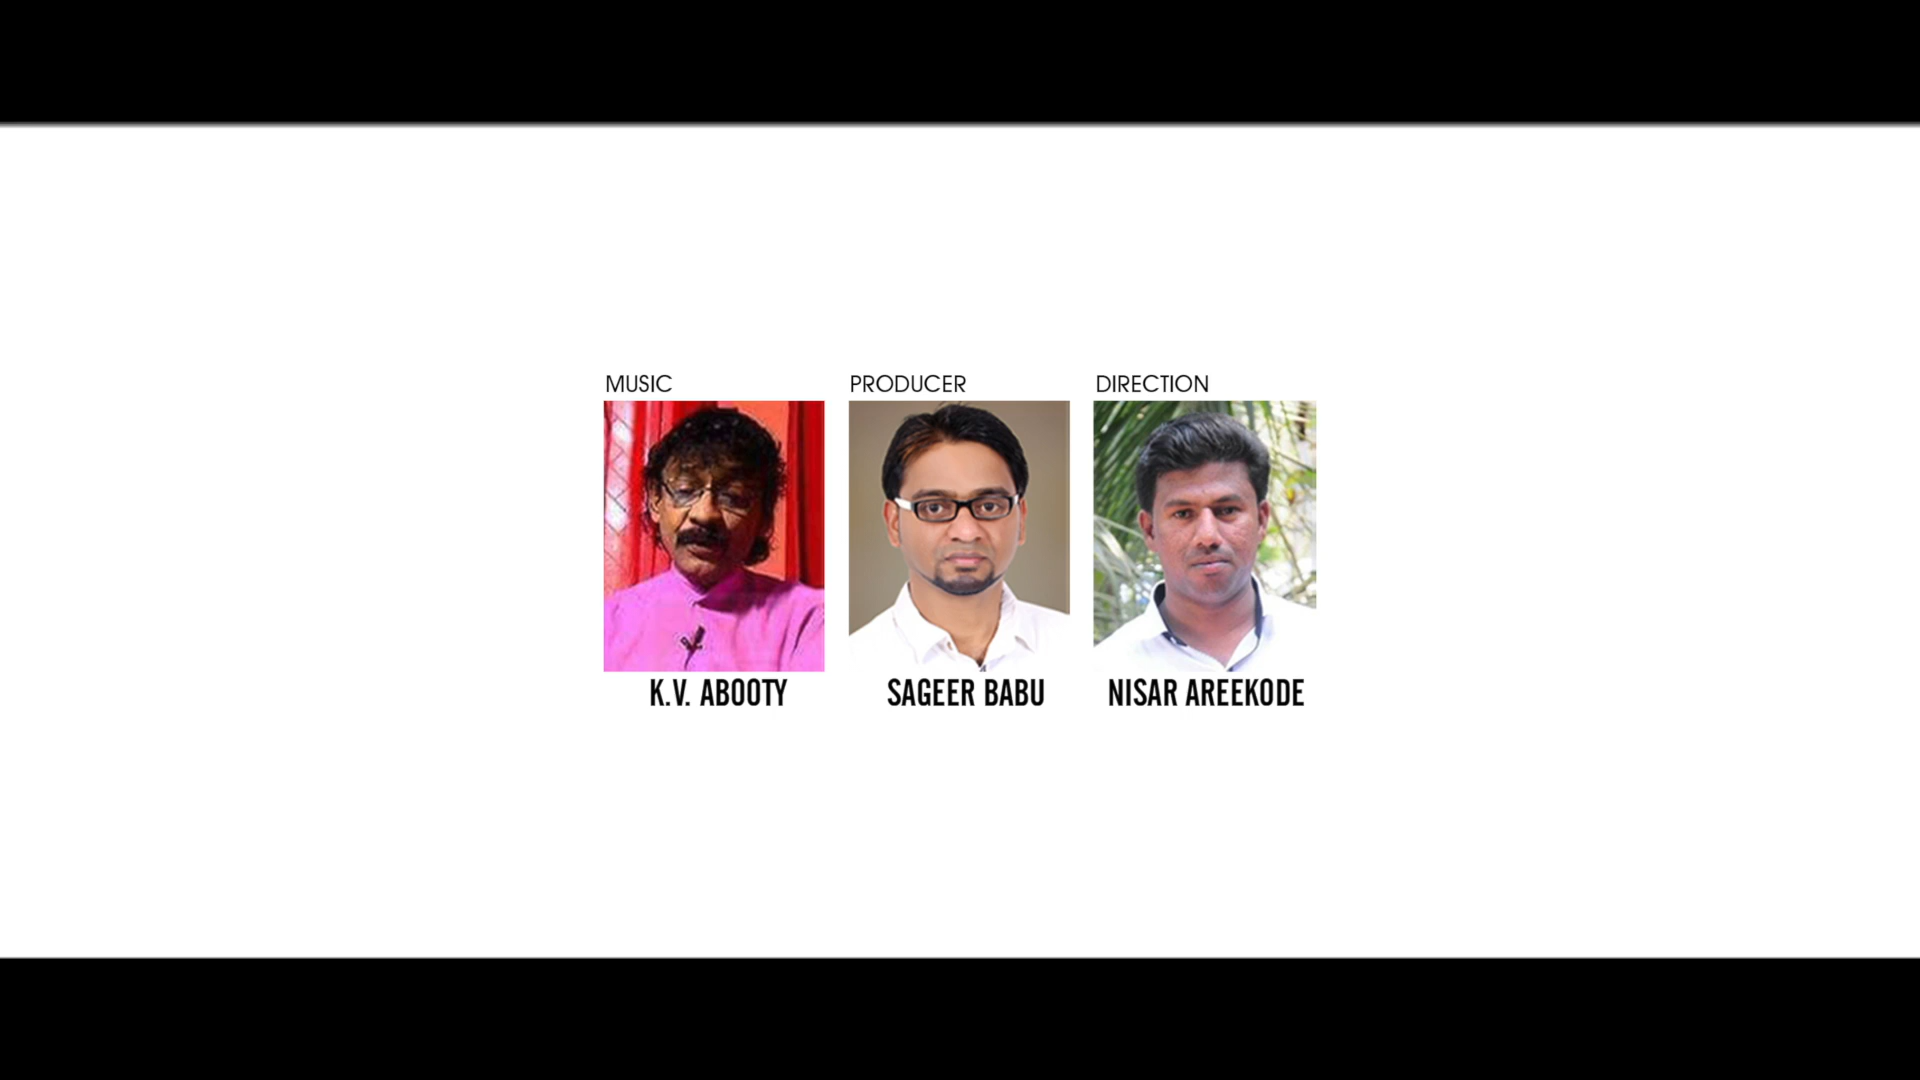 MUSIC
PRODUCER
DIRECTION
K.V. ABOOTY
SAGEER BABU
NISAR AREEKODE